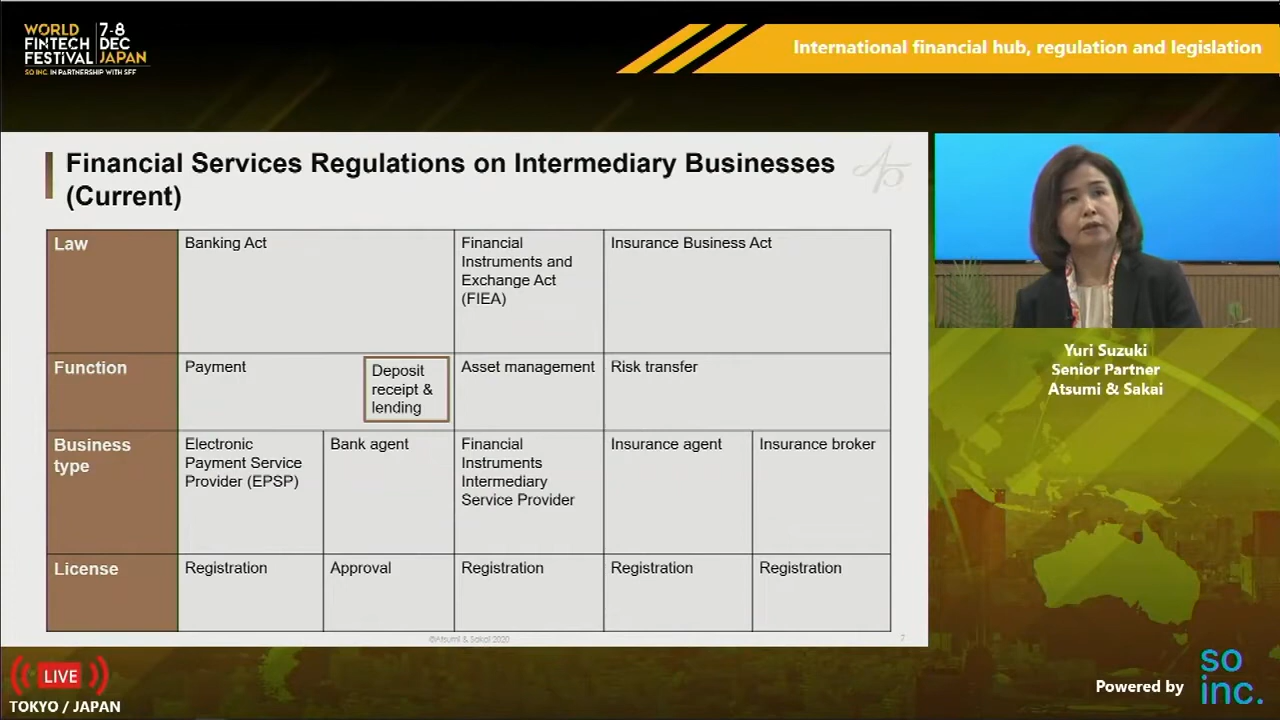 WORLD
FINTECH
FESTIVAL
7-8
DEC
JAPAN
SO INC. IN PARTNERSHIP WITH SFF
International financial hub, regulation and legislation
Financial Services Regulations on Intermediary Businesses
(Current)
Law
Banking Act
Financial
Instruments and
Exchange Act
(FIEA)
Insurance Business Act
Function
Payment
Deposit
receipt &
lending
Asset management
Risk transfer
Business
type
Electronic
Payment Service
Provider (EPSP)
Bank agent
Financial
Instruments
Intermediary
Service Provider
Insurance agent
Insurance broker
License
Registration
Approval
Registration
Registration
Registration
©Atsumi & Sakai 2020
7
Yuri Suzuki
Senior Partner
Atsumi & Sakai
LIVE
TOKYO / JAPAN
Powered by
so
inc.